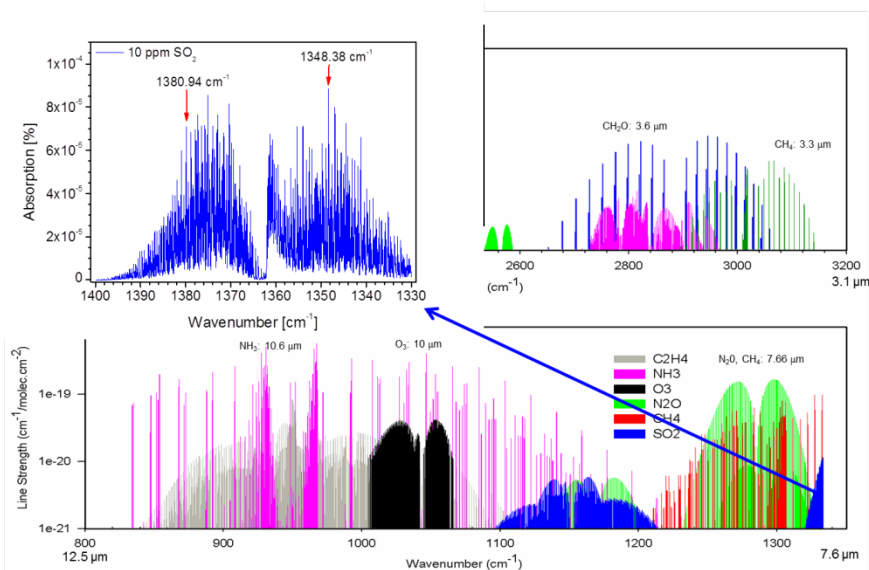 10 ppm SO₂
1348.38 cm⁻¹
1380.94 cm⁻¹
1x10⁻⁴
8x10⁻⁵
6x10⁻⁵
4x10⁻⁵
2x10⁻⁵
0
Absorption [%]
1400 1390 1380 1370 1360 1350 1340 1330
Wavenumber [cm⁻¹]
CH₂O: 3.6 µm
CH₄: 3.3 µm
2600 2800 3000 3200
(cm⁻¹)
3.1 µm
NH₃: 10.6 µm
O₃: 10 µm
N₂0, CH₄: 7.66 µm
C2H4
NH3
O3
N2O
CH4
SO2
Line Strength (cm⁻¹/molec.cm⁻²)
1e-19
1e-20
1e-21
800 900 1000 1100 1200 1300
12.5 µm
Wavenumber (cm⁻¹)
7.6 µm